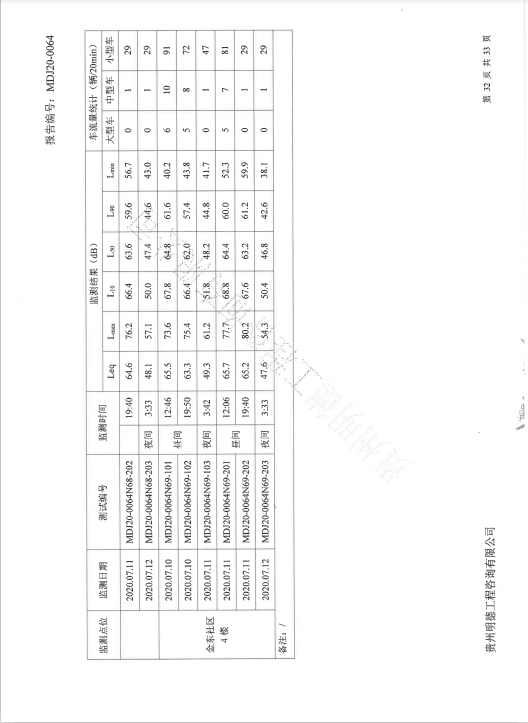 报告编号：MDJ20-0064
监测点位 监测日期 测试编号 监测时间 监测结果（dB） 车流量统计（辆/20min）
Leq Lmax L10 L50 L90 Lmin 大型车 中型车 小型车
2020.07.11 MDJ20-0064N68-202 19:40 64.6 76.2 66.4 63.6 59.6 56.7 0 1 29
2020.07.12 MDJ20-0064N68-203 夜间 3:33 48.1 57.1 50.0 47.4 44.6 43.0 0 1 29
金东社区
4 楼
2020.07.10 MDJ20-0064N69-101 昼间 12:46 65.5 73.6 67.8 64.8 61.6 40.2 6 10 91
2020.07.10 MDJ20-0064N69-102 19:50 63.3 75.4 66.4 62.0 57.4 43.8 5 8 72
2020.07.11 MDJ20-0064N69-103 夜间 3:42 49.3 61.2 51.8 48.2 44.8 41.7 0 1 47
2020.07.11 MDJ20-0064N69-201 昼间 12:06 65.7 77.7 68.8 64.4 60.0 52.3 5 7 81
2020.07.11 MDJ20-0064N69-202 19:40 65.2 80.2 67.6 63.2 61.2 59.9 0 1 29
2020.07.12 MDJ20-0064N69-203 夜间 3:33 47.6 54.3 50.4 46.8 42.6 38.1 0 1 29
备注：/
贵州明德工程咨询有限公司
第 32 页 共 33 页